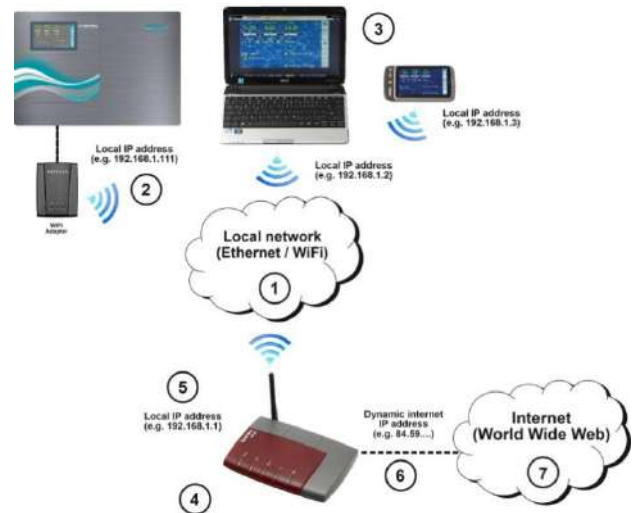 3
Local IP address
(e.g. 192.168.1.3)
Local IP address
(e.g. 192.168.1.111)
2
WiFi
Adapter
Local IP address
(e.g. 192.168.1.2)
Local network
(Ethernet / WiFi)
1
5
Local IP address
(e.g. 192.168.1.1)
4
Dynamic internet
IP address
(e.g. 84.59....)
6
Internet
(World Wide Web)
7